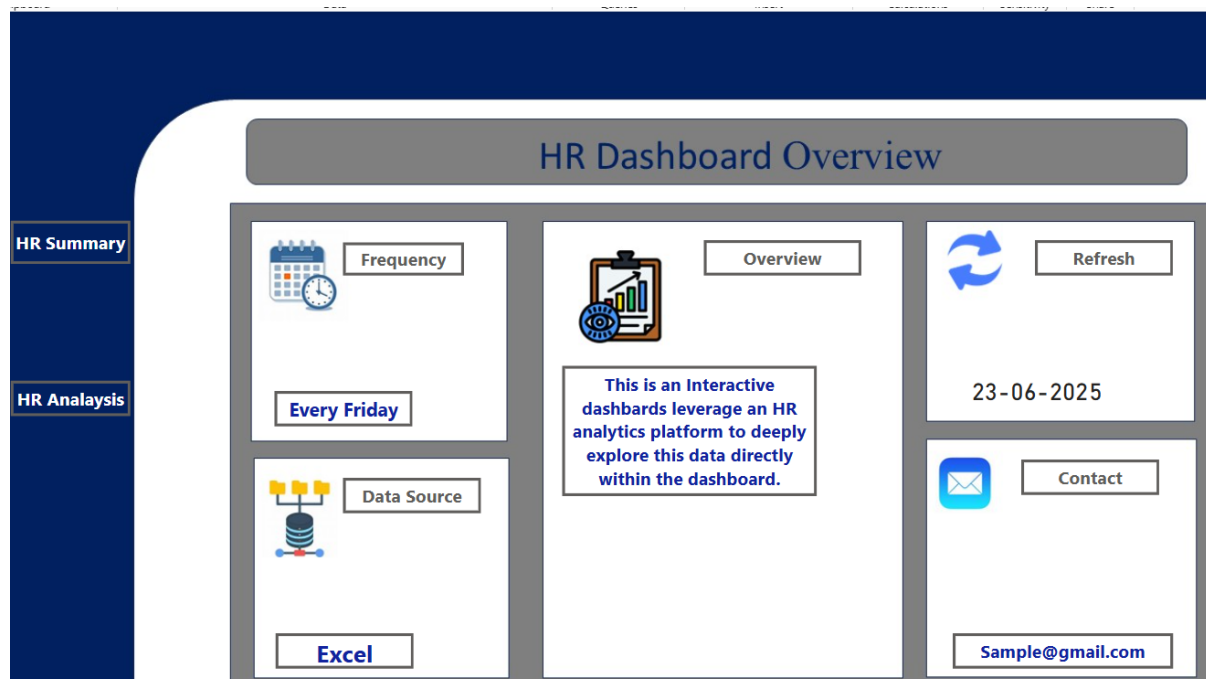 HR Dashboard Overview
HR Summary
HR Analaysis
Frequency
Every Friday
Data Source
Excel
Overview
This is an Interactive
dashbards leverage an HR
analytics platform to deeply
explore this data directly
within the dashboard.
Refresh
23-06-2025
Contact
Sample@gmail.com